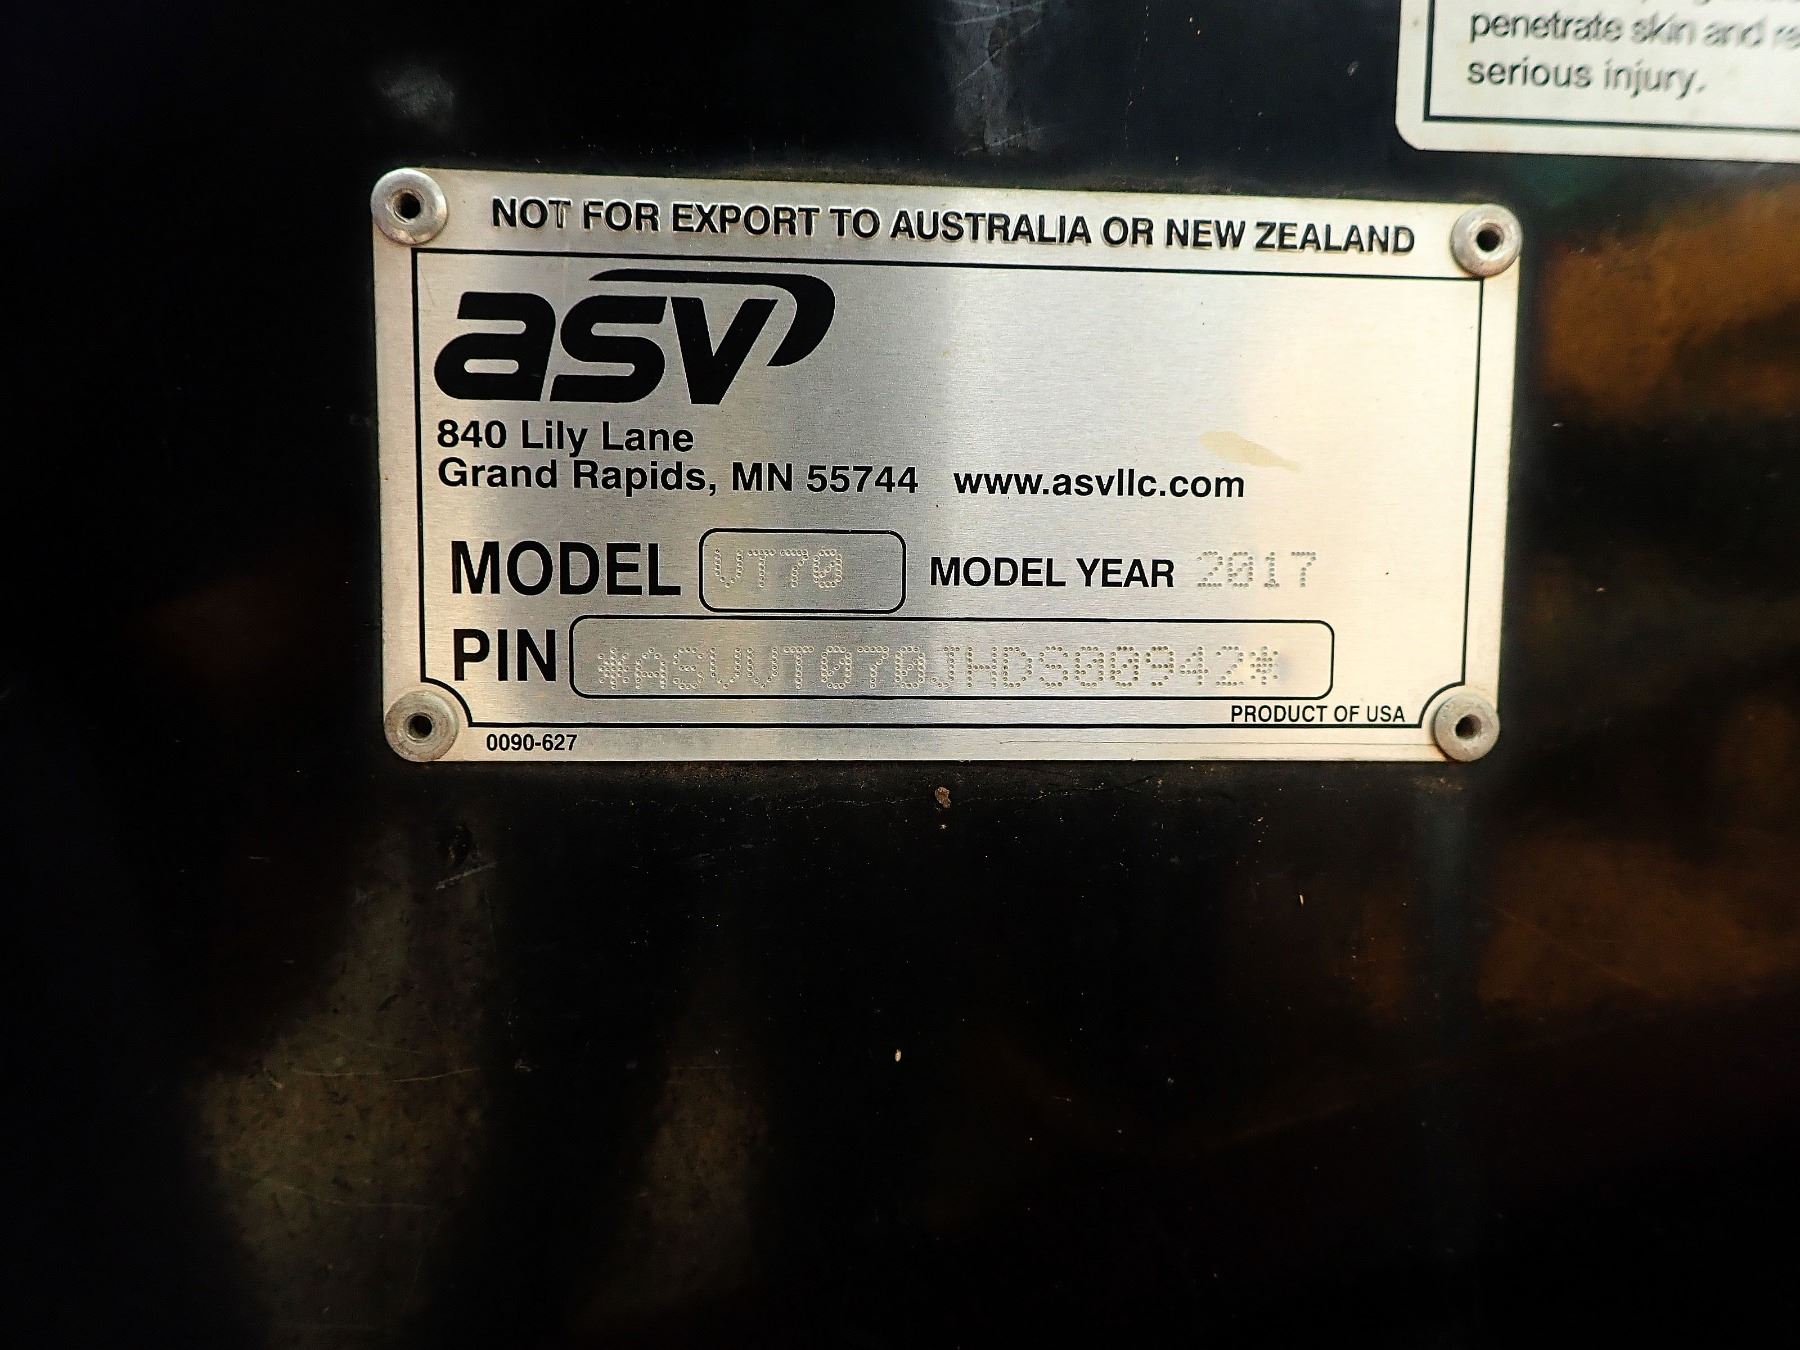 penetrate skin and
serious injury.
NOT FOR EXPORT TO AUSTRALIA OR NEW ZEALAND
asv
840 Lily Lane
Grand Rapids, MN 55744 www.asvllc.com
MODEL VT70 MODEL YEAR 2017
PIN *ASVVT070JHDS00942*
PRODUCT OF USA
0090-627